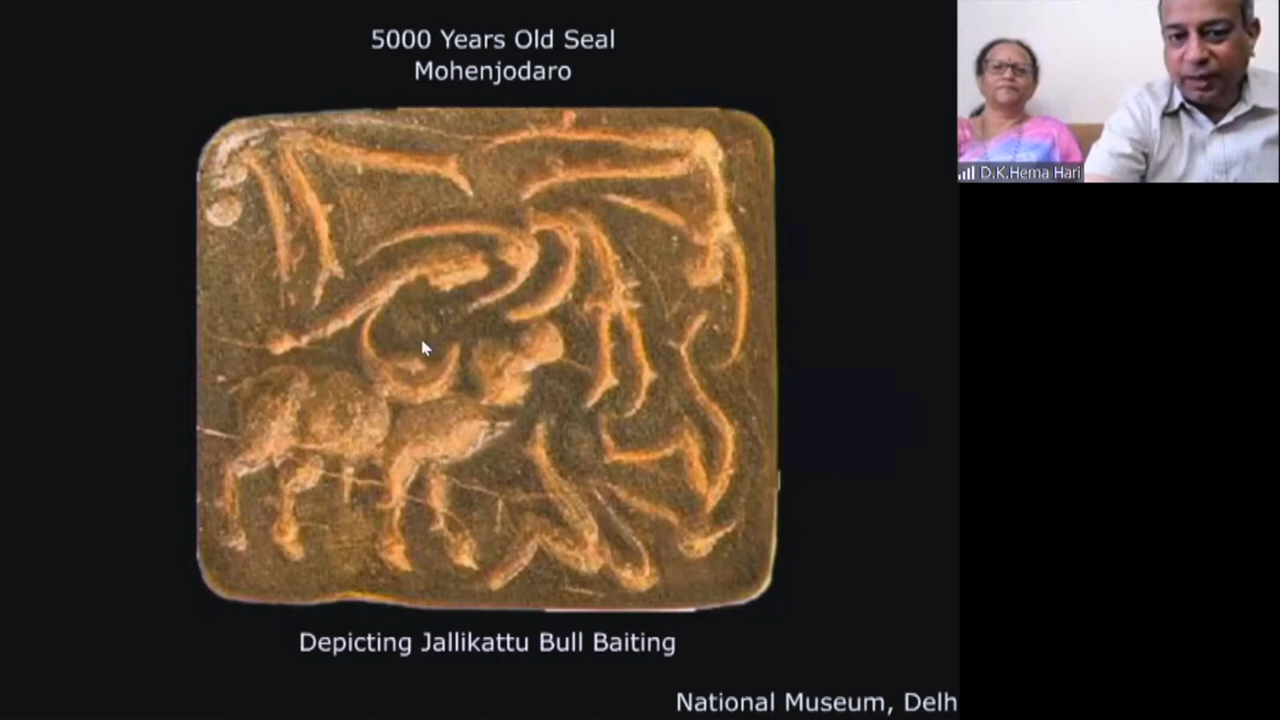 5000 Years Old Seal
Mohenjodaro
D.K.Hema Hari
Depicting Jallikattu Bull Baiting
National Museum, Delh